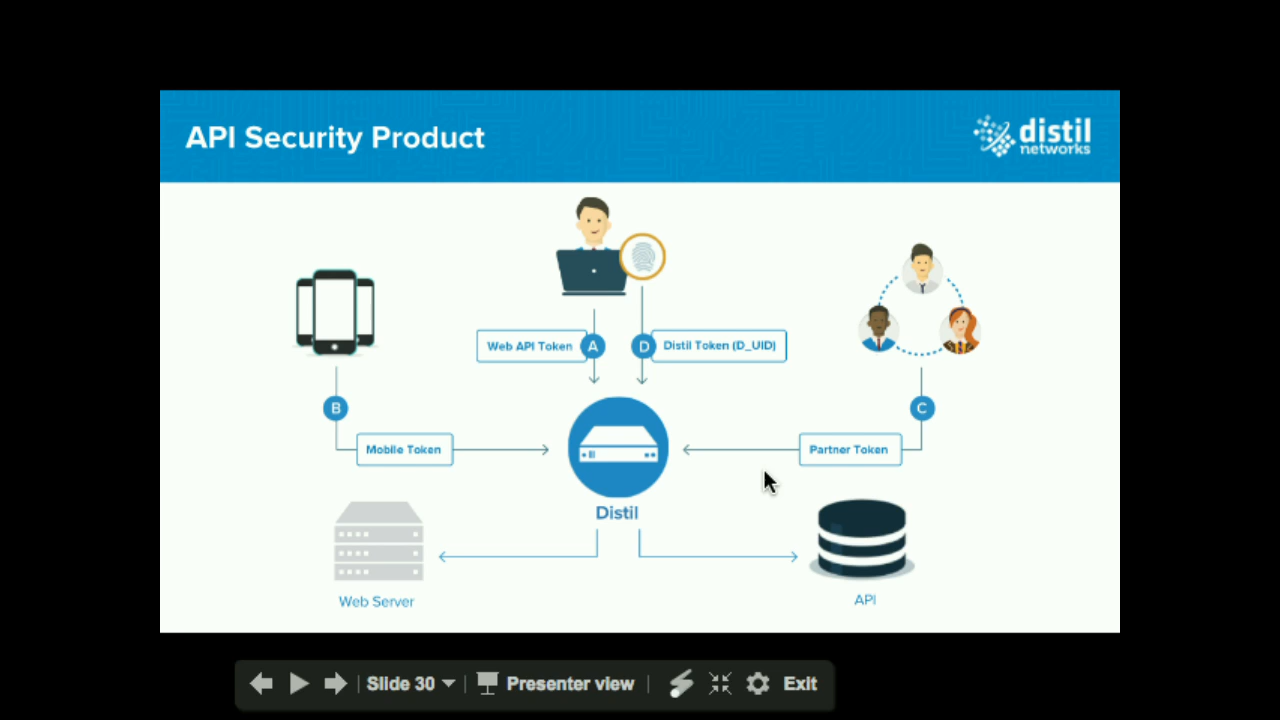 API Security Product
distil
networks
Web API Token
A
D
Distil Token (D_UID)
B
C
Mobile Token
Partner Token
Distil
Web Server
API
Slide 30
Presenter view
Exit